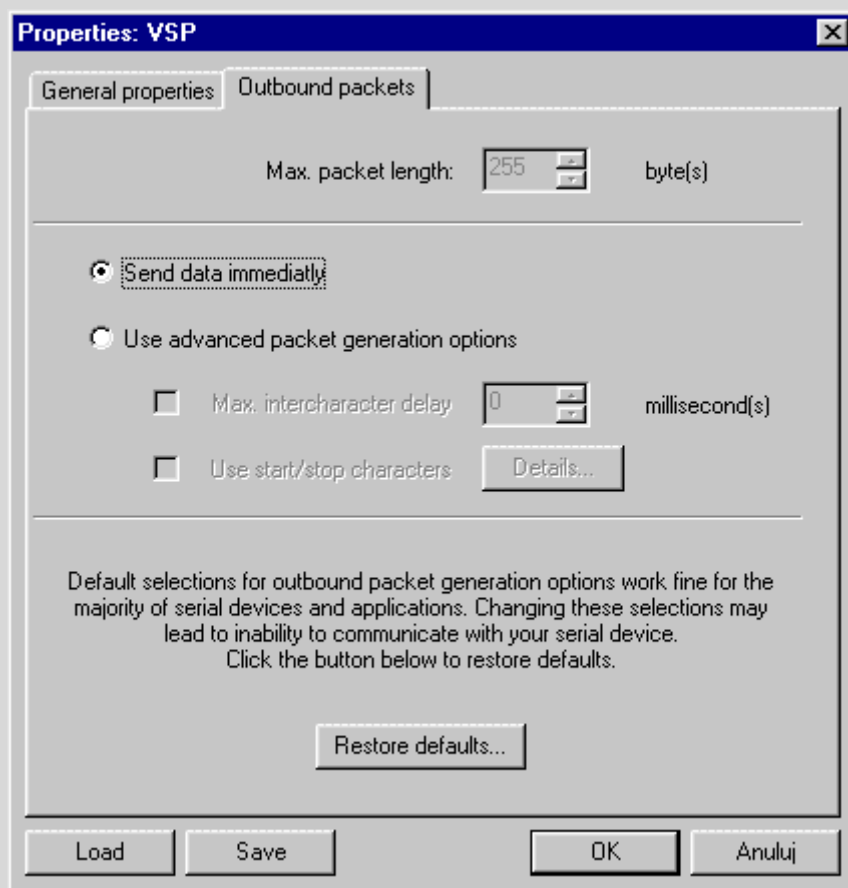 Properties: VSP
General properties
Outbound packets
Max. packet length: 255 byte(s)
Send data immediatly
Use advanced packet generation options
Max. intercharacter delay 0 millisecond(s)
Use start/stop characters Details...
Default selections for outbound packet generation options work fine for the
majority of serial devices and applications. Changing these selections may
lead to inability to communicate with your serial device.
Click the button below to restore defaults.
Restore defaults...
Load Save OK Anuluj